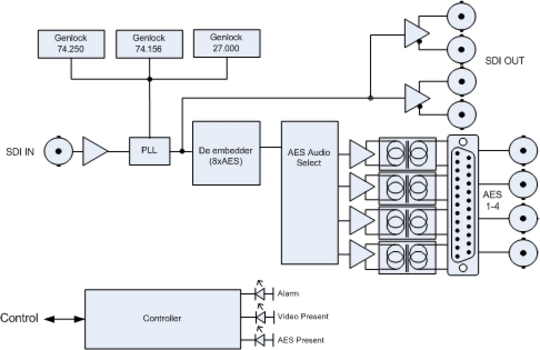 Genlock
74.250
Genlock
74.156
Genlock
27.000
SDI OUT
SDI IN
PLL
De embedder
(8xAES)
AES Audio
Select
AES
1-4
Control
Controller
Alarm
Video Present
AES Present